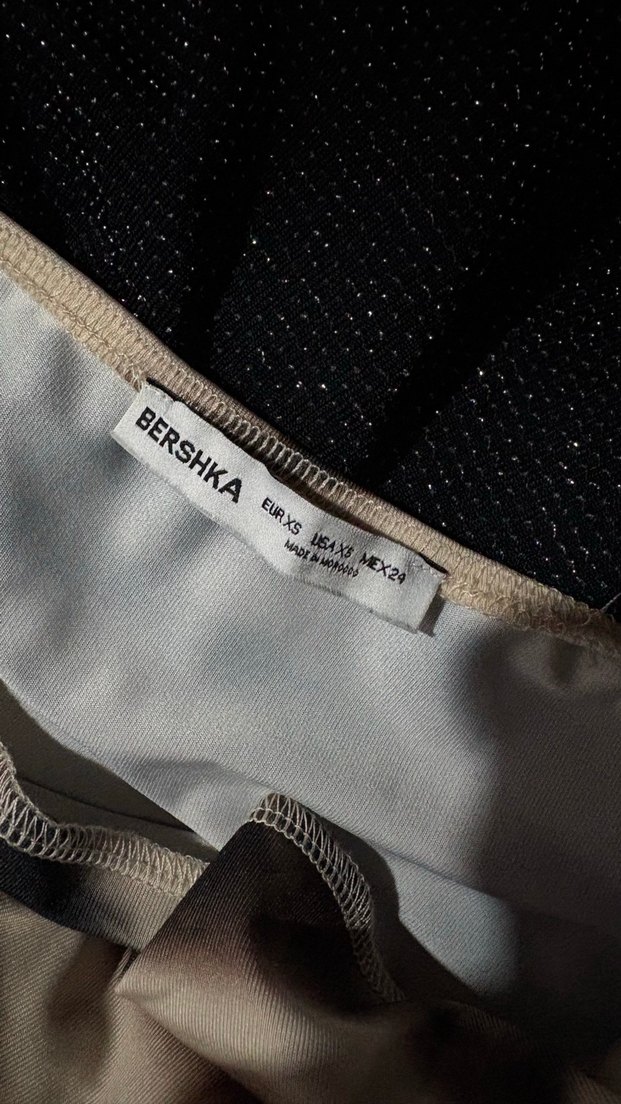 BERSHKA
EUR XS USA XS MEX 24
MADE IN MOROCCO